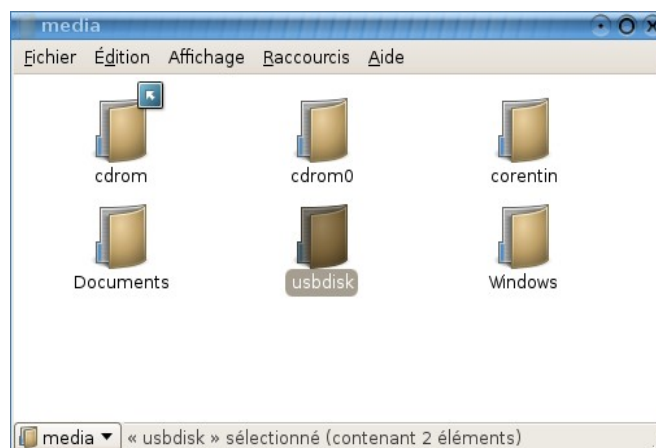 media
Fichier Édition Affichage Raccourcis Aide
cdrom cdrom0 corentin
Documents usbdisk Windows
media « usbdisk » sélectionné (contenant 2 éléments)